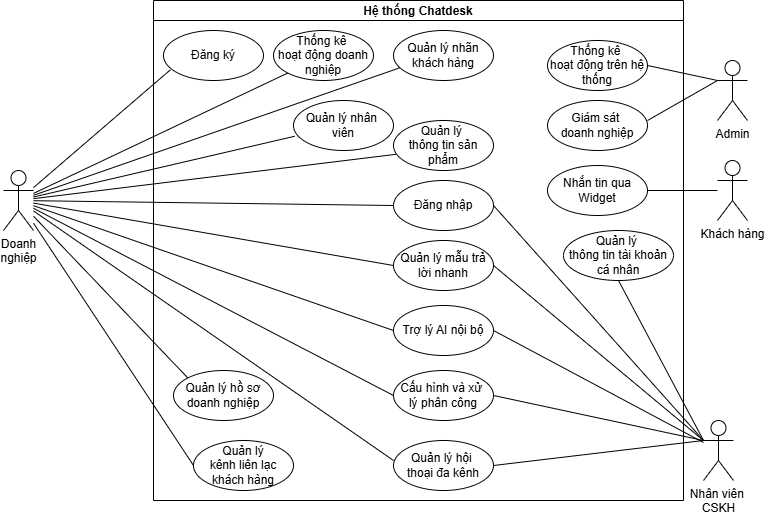 Hệ thống Chatdesk
Đăng ký
Thống kê
hoạt động doanh
nghiệp
Quản lý nhãn
khách hàng
Thống kê
hoạt động trên hệ
thống
Quản lý nhân
viên
Quản lý
thông tin sản
phẩm
Giám sát
doanh nghiệp
Admin
Đăng nhập
Nhắn tin qua
Widget
Khách hàng
Doanh
nghiệp
Quản lý mẫu trả
lời nhanh
Quản lý
thông tin tài khoản
cá nhân
Trợ lý AI nội bộ
Quản lý hồ sơ
doanh nghiệp
Cấu hình và xử
lý phân công
Quản lý
kênh liên lạc
khách hàng
Quản lý hội
thoại đa kênh
Nhân viên
CSKH